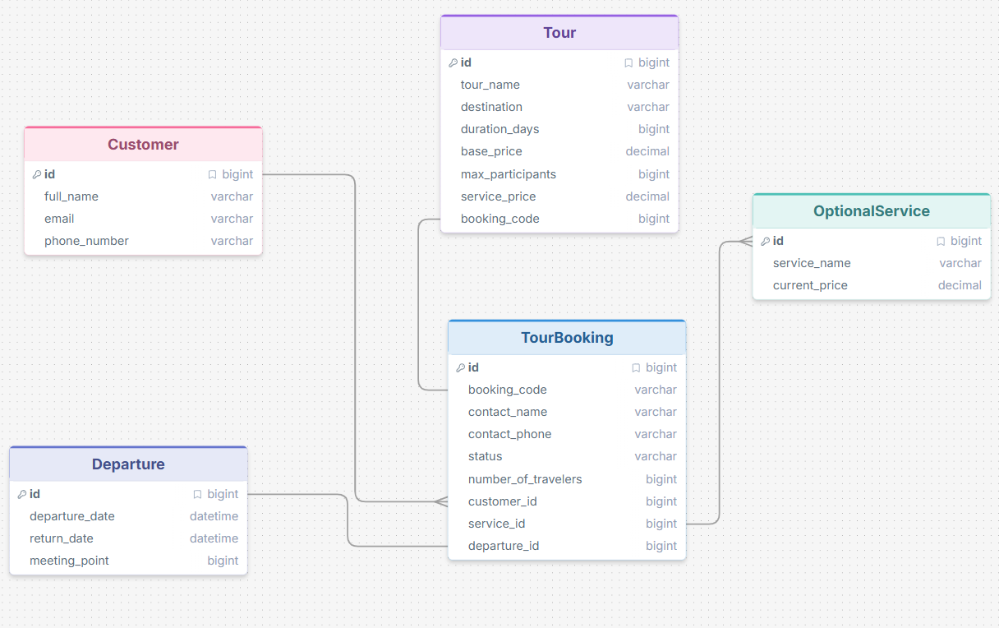 Tour
id bigint
tour_name varchar
destination varchar
duration_days bigint
base_price decimal
max_participants bigint
service_price decimal
booking_code bigint
Customer
id bigint
full_name varchar
email varchar
phone_number varchar
OptionalService
id bigint
service_name varchar
current_price decimal
TourBooking
id bigint
booking_code varchar
contact_name varchar
contact_phone varchar
status varchar
number_of_travelers bigint
customer_id bigint
service_id bigint
departure_id bigint
Departure
id bigint
departure_date datetime
return_date datetime
meeting_point bigint